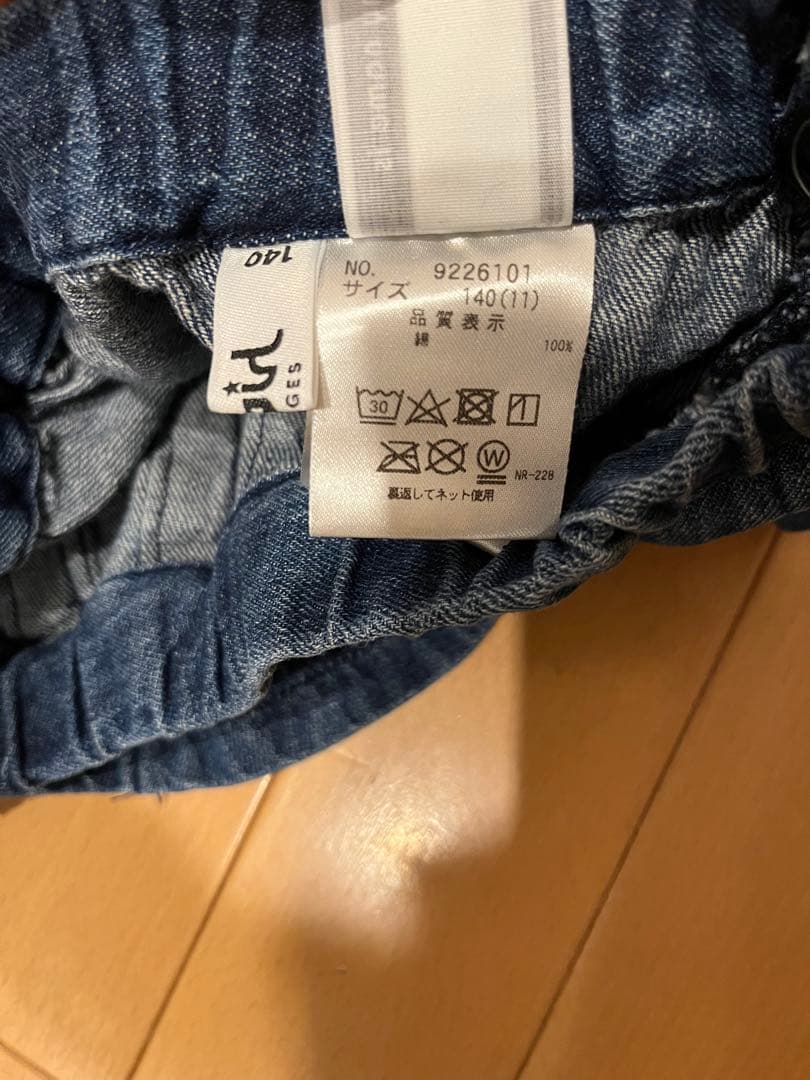 NO. 9226101
サイズ 140(11)
品質表示
綿 100%
30
W
NR-228
裏返してネット使用
140
GES